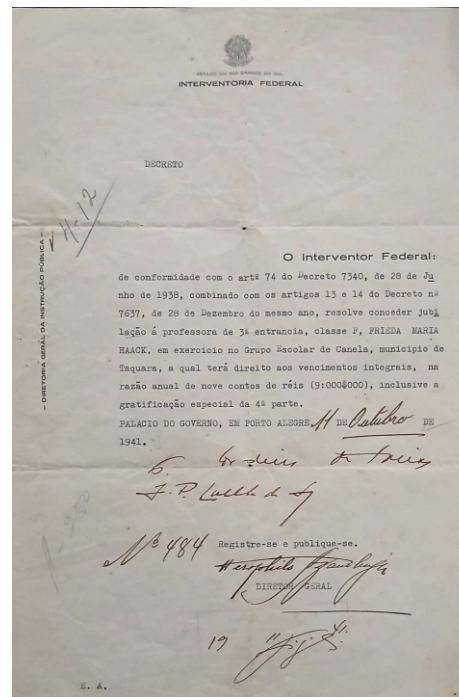 ESTADO DO RIO GRANDE DO SUL
INTERVENTORIA FEDERAL
DECRETO
H-12
— DIRETORIA GERAL DA INSTRUÇÃO PÚBLICA —
O Interventor Federal:
de conformidade com o artº 74 do Decreto 7340, de 28 de Ju
nho de 1938, combinado com os artigos 13 e 14 do Decreto nº
7637, de 28 de Dezembro do mesmo ano, resolve conceder jubi
lação á professora de 3ª entrancia, classe F, FRIEDA MARIA
HAACK, em exercicio no Grupo Escolar de Canela, municipio de
Taquara, a qual terá direito aos vencimentos integrais, na
razão anual de nove contos de réis (9:000$000), inclusive a
gratificação especial da 4ª parte.
PALACIO DO GOVERNO, EM PORTO ALEGRE, 11 de Outubro DE
1941.
J. P. Coelho de
Nº 484 Registre-se e publique-se.
DIRETOR GERAL
19
E. A.